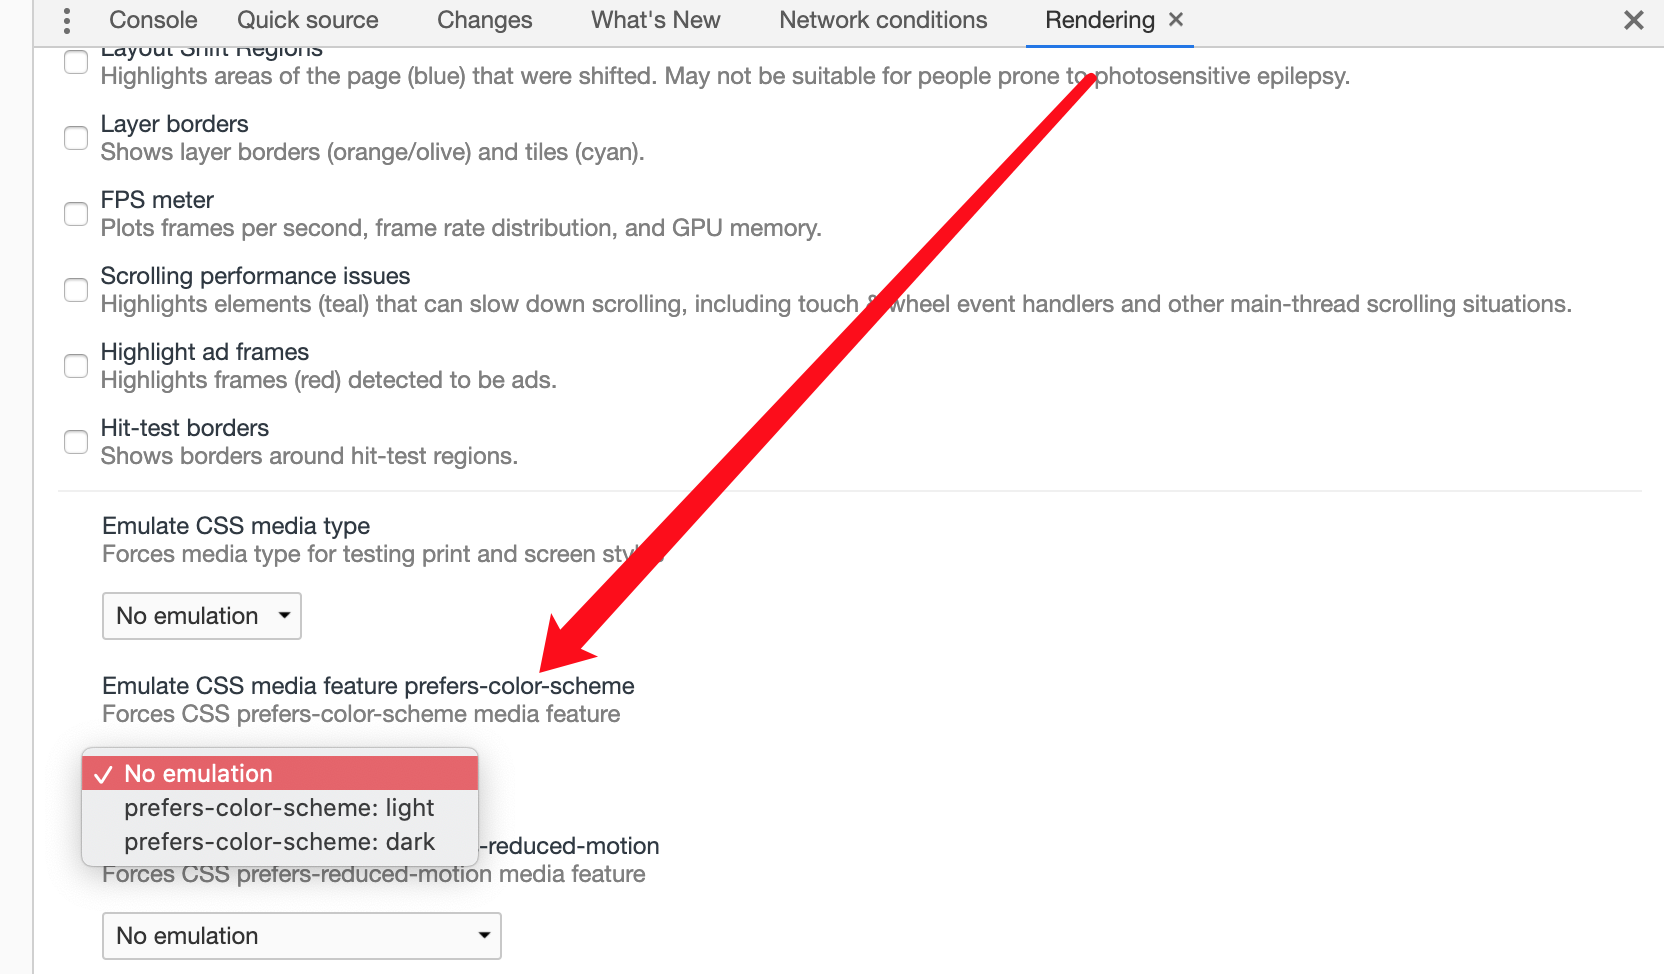 Console Quick source Changes What's New Network conditions Rendering
Layout Shift Regions
Highlights areas of the page (blue) that were shifted. May not be suitable for people prone to photosensitive epilepsy.
Layer borders
Shows layer borders (orange/olive) and tiles (cyan).
FPS meter
Plots frames per second, frame rate distribution, and GPU memory.
Scrolling performance issues
Highlights elements (teal) that can slow down scrolling, including touch & wheel event handlers and other main-thread scrolling situations.
Highlight ad frames
Highlights frames (red) detected to be ads.
Hit-test borders
Shows borders around hit-test regions.
Emulate CSS media type
Forces media type for testing print and screen styles
No emulation
Emulate CSS media feature prefers-color-scheme
Forces CSS prefers-color-scheme media feature
No emulation
prefers-color-scheme: light
prefers-color-scheme: dark
-reduced-motion
Forces CSS prefers-reduced-motion media feature
No emulation